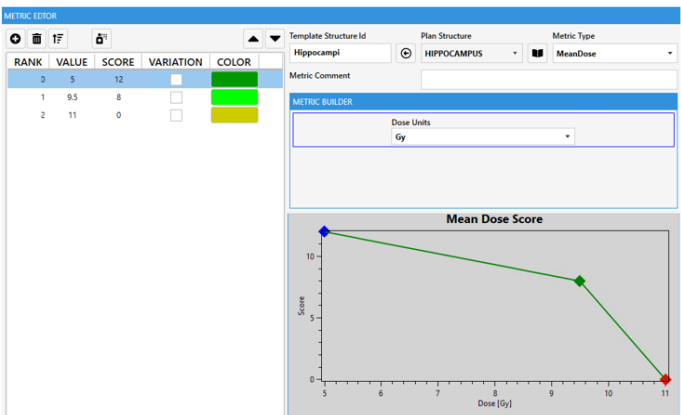 METRIC EDITOR
Template Structure Id Plan Structure Metric Type
Hippocampi HIPPOCAMPUS MeanDose
RANK VALUE SCORE VARIATION COLOR
0 5 12
1 9.5 8
2 11 0
Metric Comment
METRIC BUILDER
Dose Units
Gy
Mean Dose Score
10
5
0
Score
5 6 7 8 9 10 11
Dose [Gy]